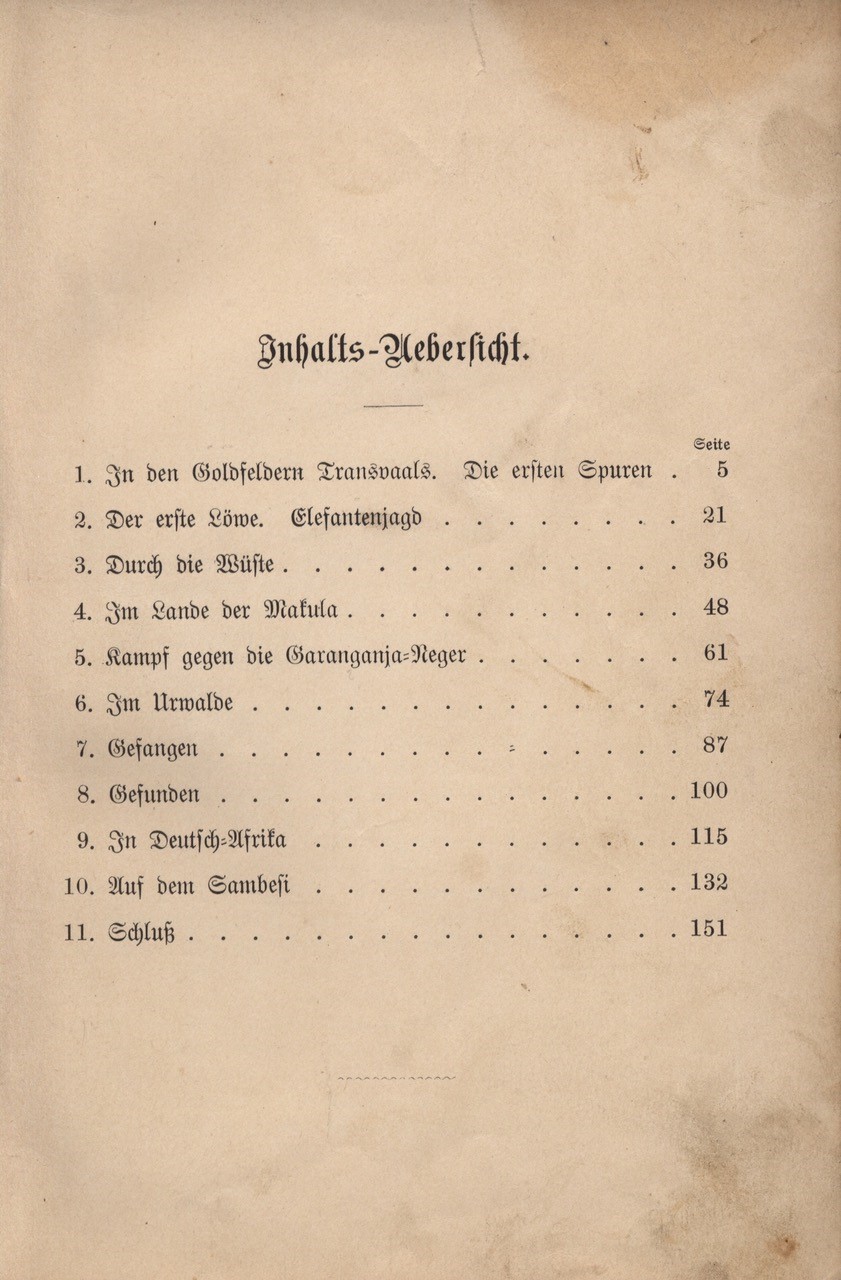 Inhalts-Uebersicht.
Seite
1. In den Goldfeldern Transvaals. Die ersten Spuren . 5
2. Der erste Löwe. Elefantenjagd . . . . . . . . 21
3. Durch die Wüste . . . . . . . . . . . . . 36
4. Im Lande der Makula . . . . . . . . . . . 48
5. Kampf gegen die Garanganja-Neger . . . . . . . 61
6. Im Urwalde . . . . . . . . . . . . . . 74
7. Gefangen . . . . . . . . . . . . . . . 87
8. Gefunden . . . . . . . . . . . . . . . 100
9. In Deutsch-Afrika . . . . . . . . . . . . 115
10. Auf dem Sambesi . . . . . . . . . . . . 132
11. Schluß . . . . . . . . . . . . . . . . 151